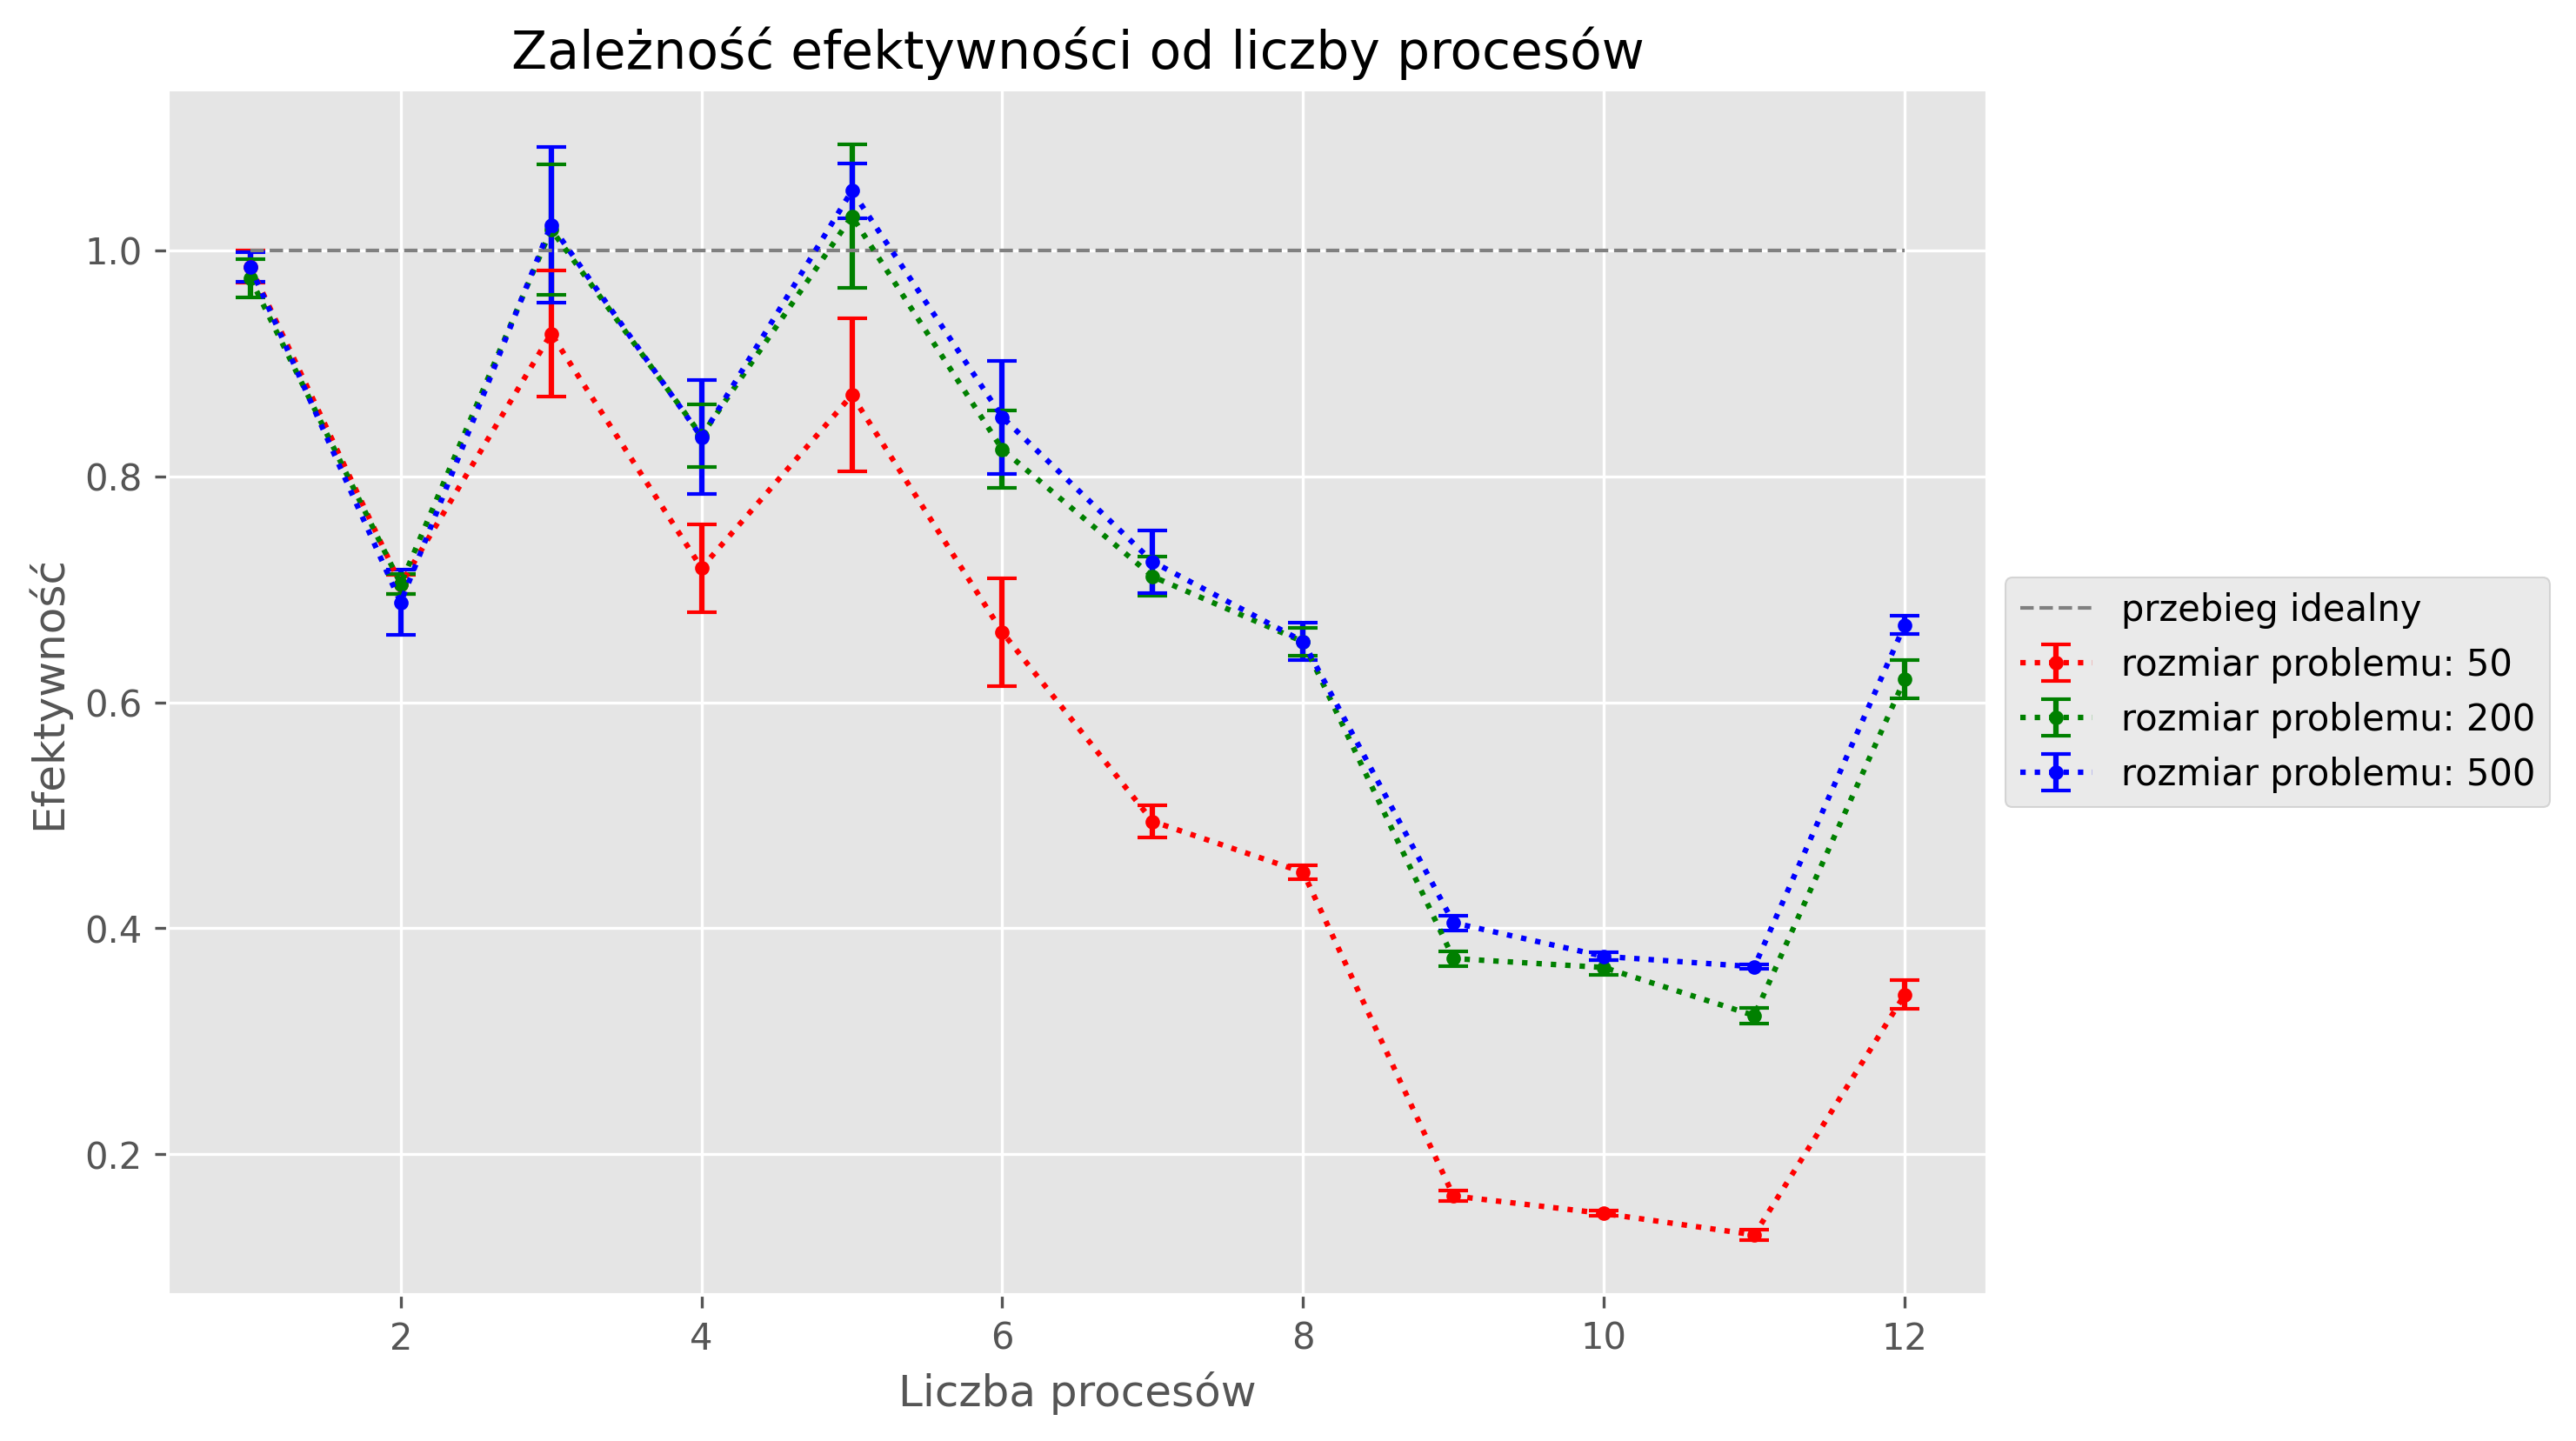 Zależność efektywności od liczby procesów
Efektywność
1.0
0.8
0.6
0.4
0.2
2 4 6 8 10 12
Liczba procesów
przebieg idealny
rozmiar problemu: 50
rozmiar problemu: 200
rozmiar problemu: 500